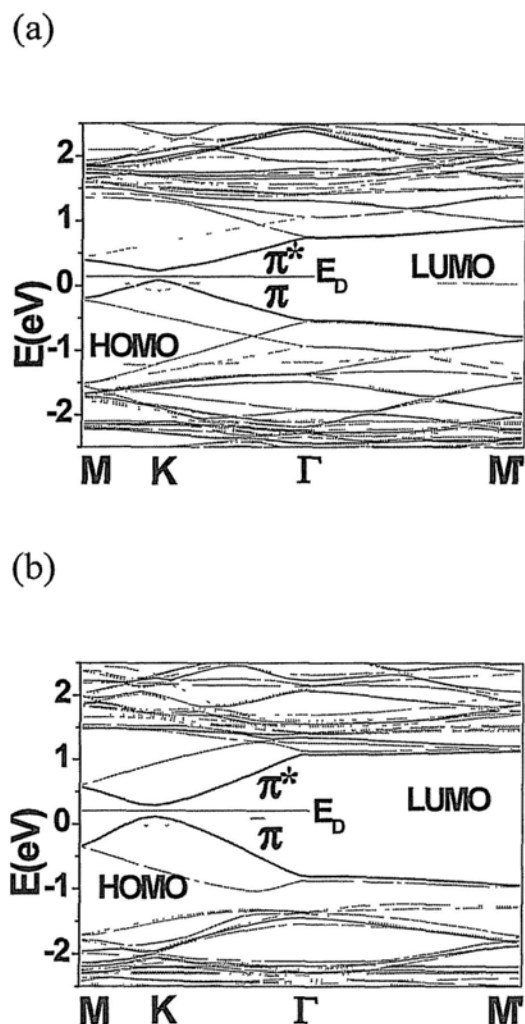 (a)
2
1
π* E_D
0
π
LUMO
E(eV)
HOMO
-1
-2
M K Γ M'
(b)
2
1
π* E_D
LUMO
0
π
E(eV)
HOMO
-1
-2
M K Γ M'